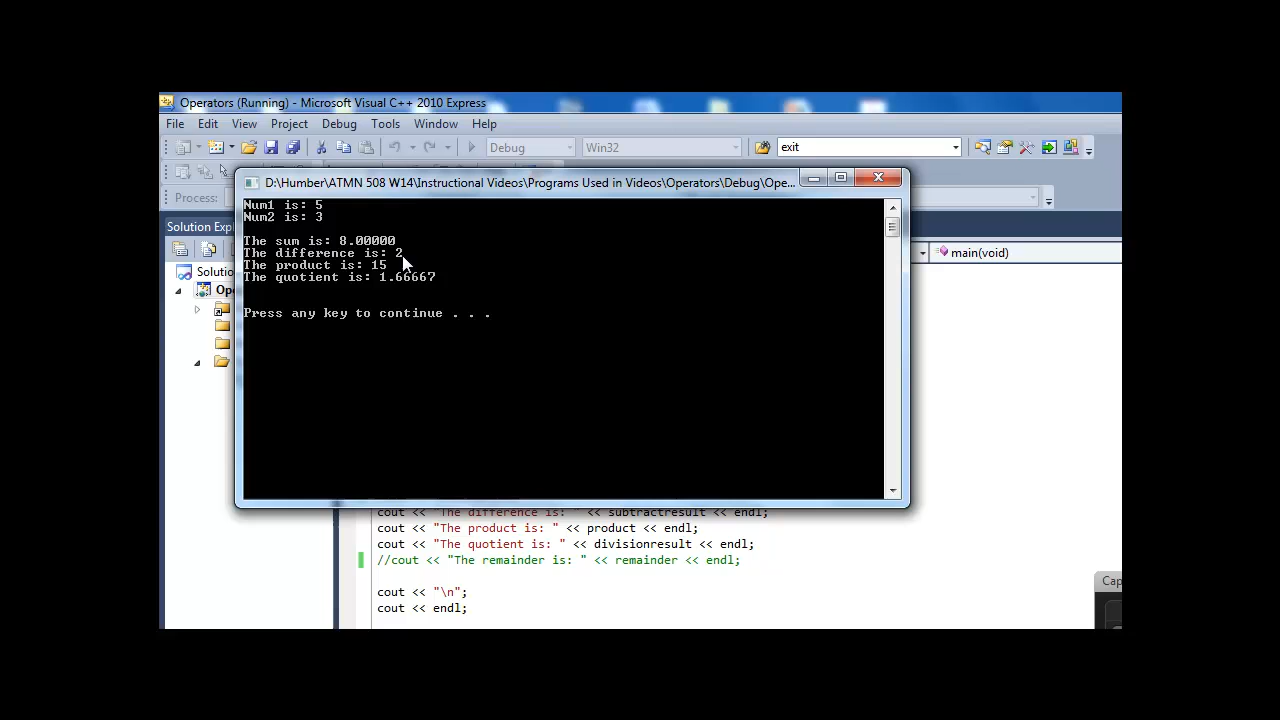 Operators (Running) - Microsoft Visual C++ 2010 Express
File Edit View Project Debug Tools Window Help
Debug Win32 exit
D:\Humber\ATMN 508 W14\Instructional Videos\Programs Used in Videos\Operators\Debug\Ope...
Process:
Solution Expl
main(void)
Solutio
Ope
Num1 is: 5
Num2 is: 3
The sum is: 8.00000
The difference is: 2
The product is: 15
The quotient is: 1.66667
Press any key to continue . . .
cout << "The difference is: " << subtractresult << endl;
cout << "The product is: " << product << endl;
cout << "The quotient is: " << divisionresult << endl;
//cout << "The remainder is: " << remainder << endl;
cout << "\n";
cout << endl;
Cap